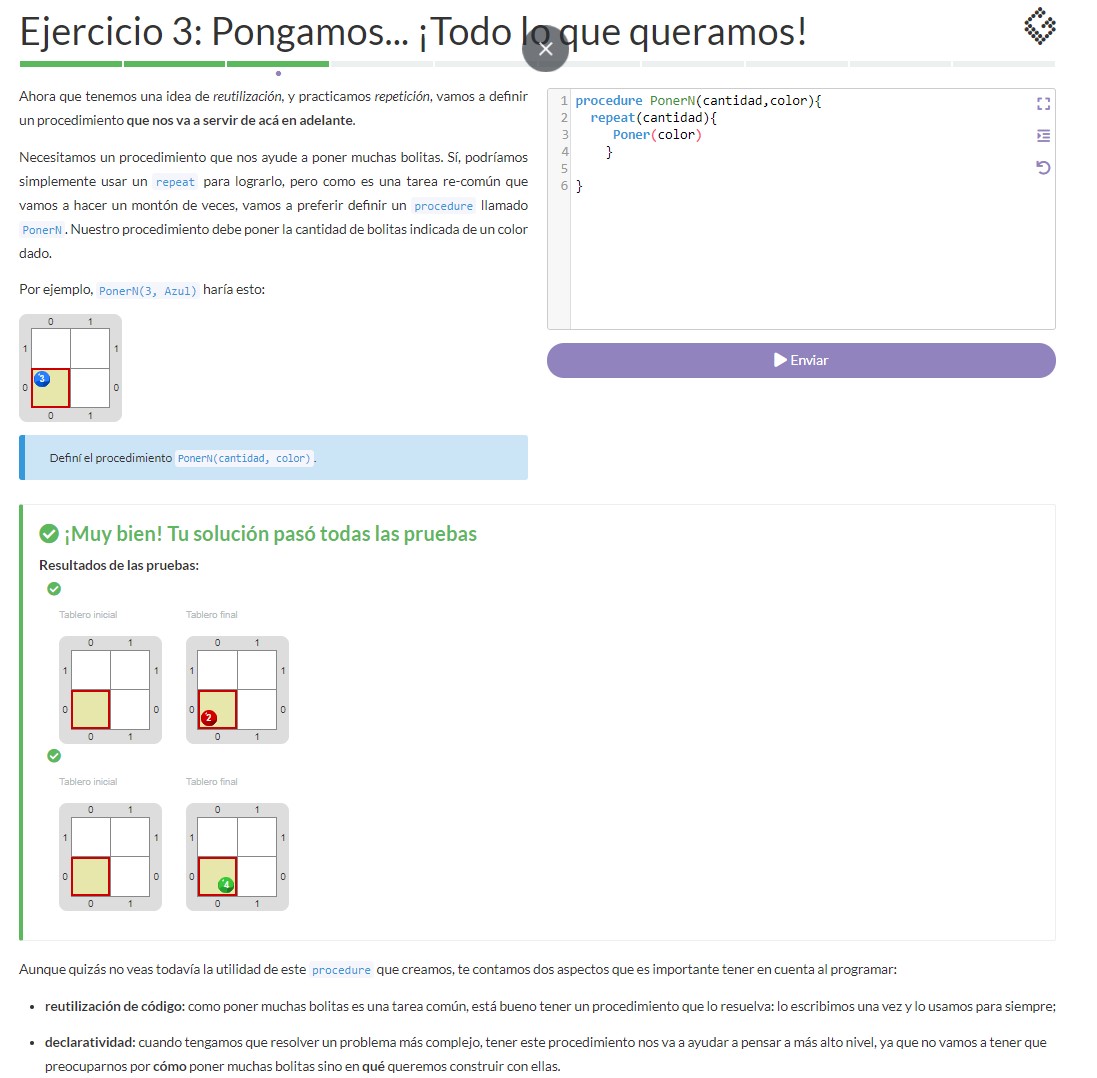 Ejercicio 3: Pongamos... ¡Todo lo que queramos!
Ahora que tenemos una idea de reutilización, y practicamos repetición, vamos a definir
un procedimiento que nos va a servir de acá en adelante.
Necesitamos un procedimiento que nos ayude a poner muchas bolitas. Sí, podríamos
simplemente usar un repeat para lograrlo, pero como es una tarea re-común que
vamos a hacer un montón de veces, vamos a preferir definir un procedure llamado
PonerN. Nuestro procedimiento debe poner la cantidad de bolitas indicada de un color
dado.
Por ejemplo, PonerN(3, Azul) haría esto:
0 1
1 1
3
0 0
0 1
Definí el procedimiento PonerN(cantidad, color).
1 procedure PonerN(cantidad,color){
2 repeat(cantidad){
3 Poner(color)
4 }
5
6 }
Enviar
¡Muy bien! Tu solución pasó todas las pruebas
Resultados de las pruebas:
Tablero inicial Tablero final
0 1 0 1
1 1 1 1
0 0 0 2 0
0 1 0 1
Tablero inicial Tablero final
0 1 0 1
1 1 1 1
0 0 0 4 0
0 1 0 1
Aunque quizás no veas todavía la utilidad de este procedure que creamos, te contamos dos aspectos que es importante tener en cuenta al programar:
• reutilización de código: como poner muchas bolitas es una tarea común, está bueno tener un procedimiento que lo resuelva: lo escribimos una vez y lo usamos para siempre;
• declaratividad: cuando tengamos que resolver un problema más complejo, tener este procedimiento nos va a ayudar a pensar a más alto nivel, ya que no vamos a tener que
preocuparnos por cómo poner muchas bolitas sino en qué queremos construir con ellas.